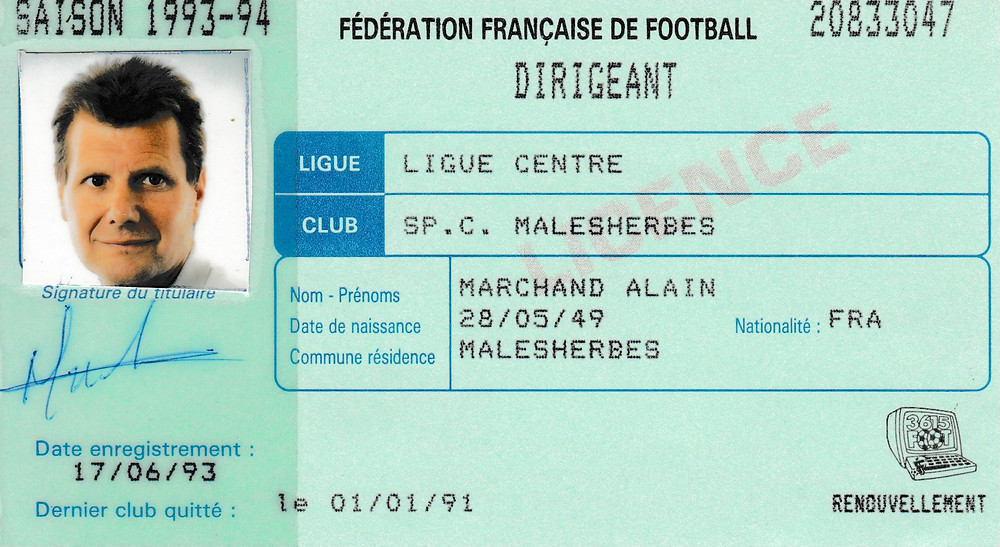 SAISON 1993-94
FÉDÉRATION FRANÇAISE DE FOOTBALL
20833047
DIRIGEANT
LICENCE
LIGUE LIGUE CENTRE
CLUB SP.C. MALESHERBES
Signature du titulaire
Nom - Prénoms MARCHAND ALAIN
Date de naissance 28/05/49 Nationalité : FRA
Commune résidence MALESHERBES
Date enregistrement :
17/06/93
Dernier club quitté : le 01/01/91
3615
FOOT
RENOUVELLEMENT